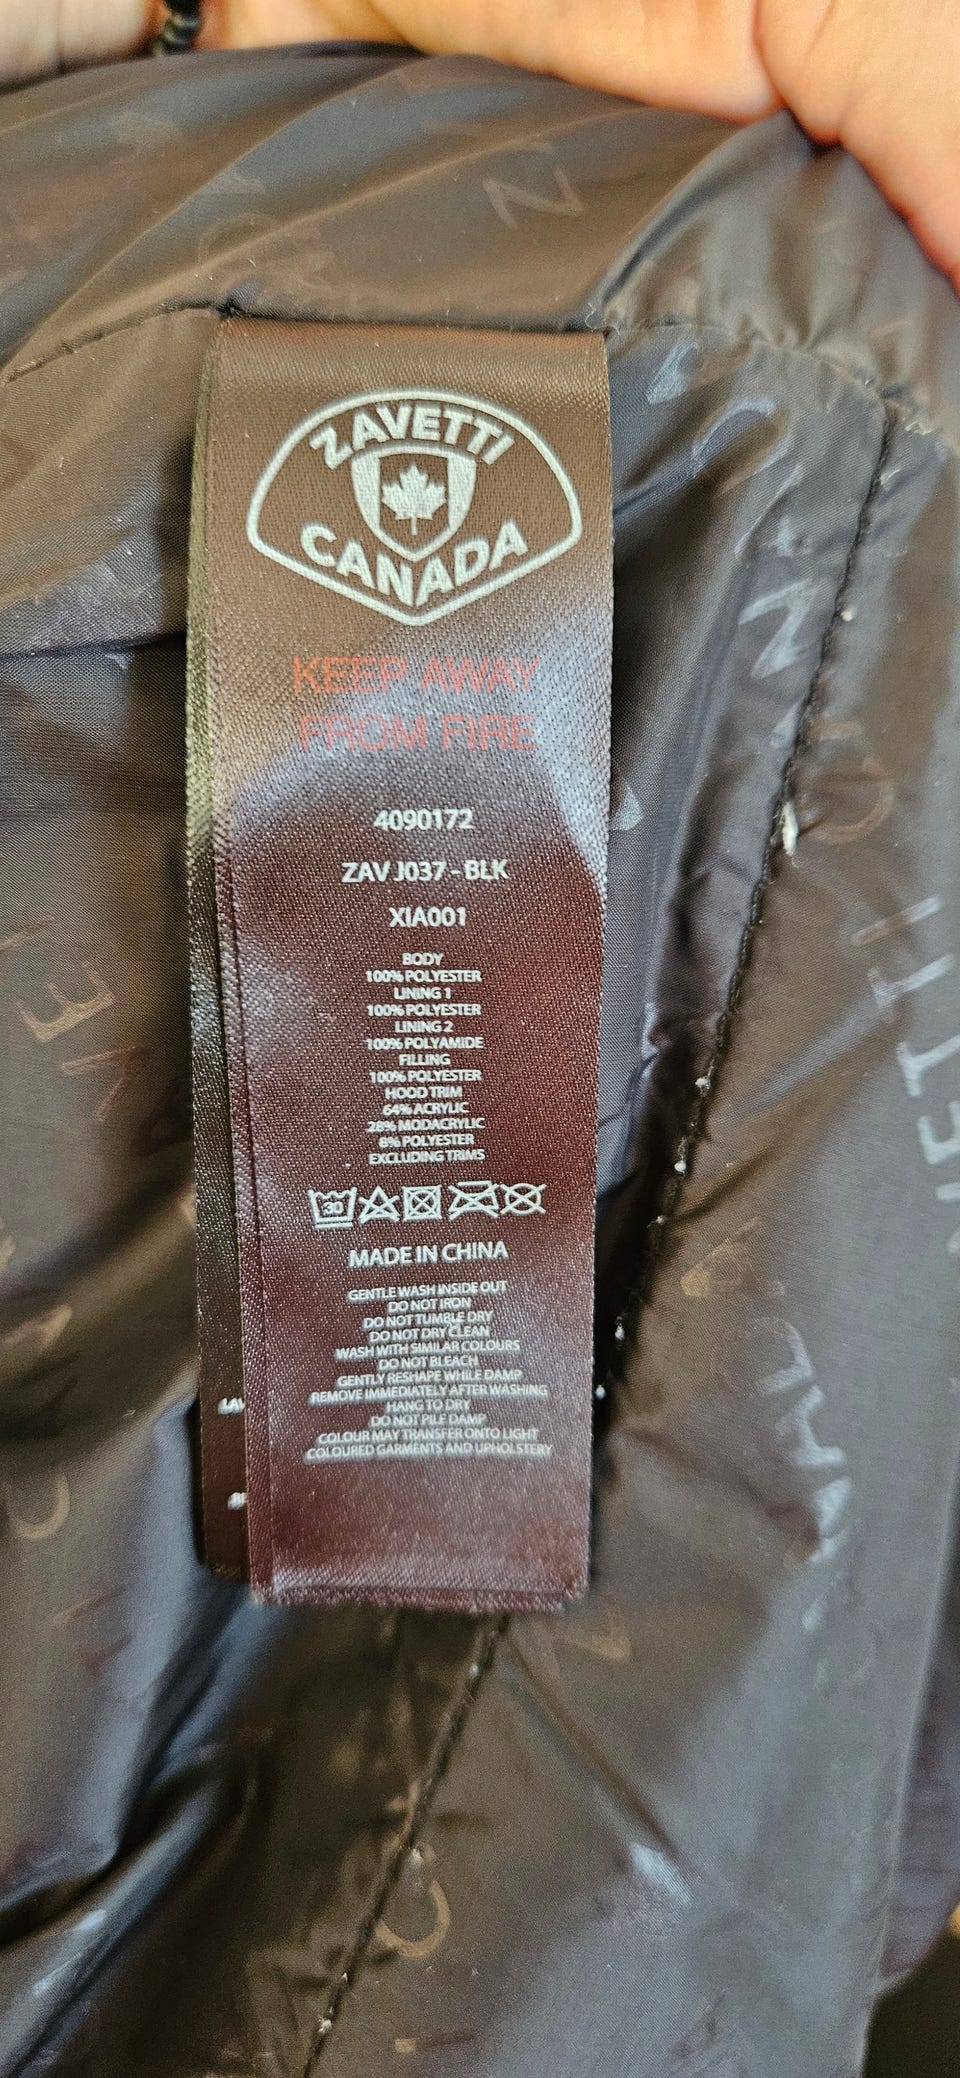 ZAVETTI
CANADA
KEEP AWAY
FROM FIRE
4090172
ZAV J037 - BLK
XIA001
BODY
100% POLYESTER
LINING 1
100% POLYESTER
LINING 2
100% POLYAMIDE
FILLING
100% POLYESTER
HOOD TRIM
64% ACRYLIC
28% MODACRYLIC
8% POLYESTER
EXCLUDING TRIMS
30
MADE IN CHINA
GENTLE WASH INSIDE OUT
DO NOT IRON
DO NOT TUMBLE DRY
DO NOT DRY CLEAN
WASH WITH SIMILAR COLOURS
DO NOT BLEACH
GENTLY RESHAPE WHILE DAMP
REMOVE IMMEDIATELY AFTER WASHING
HANG TO DRY
DO NOT PILE DAMP
COLOUR MAY TRANSFER ONTO LIGHT
COLOURED GARMENTS AND UPHOLSTERY